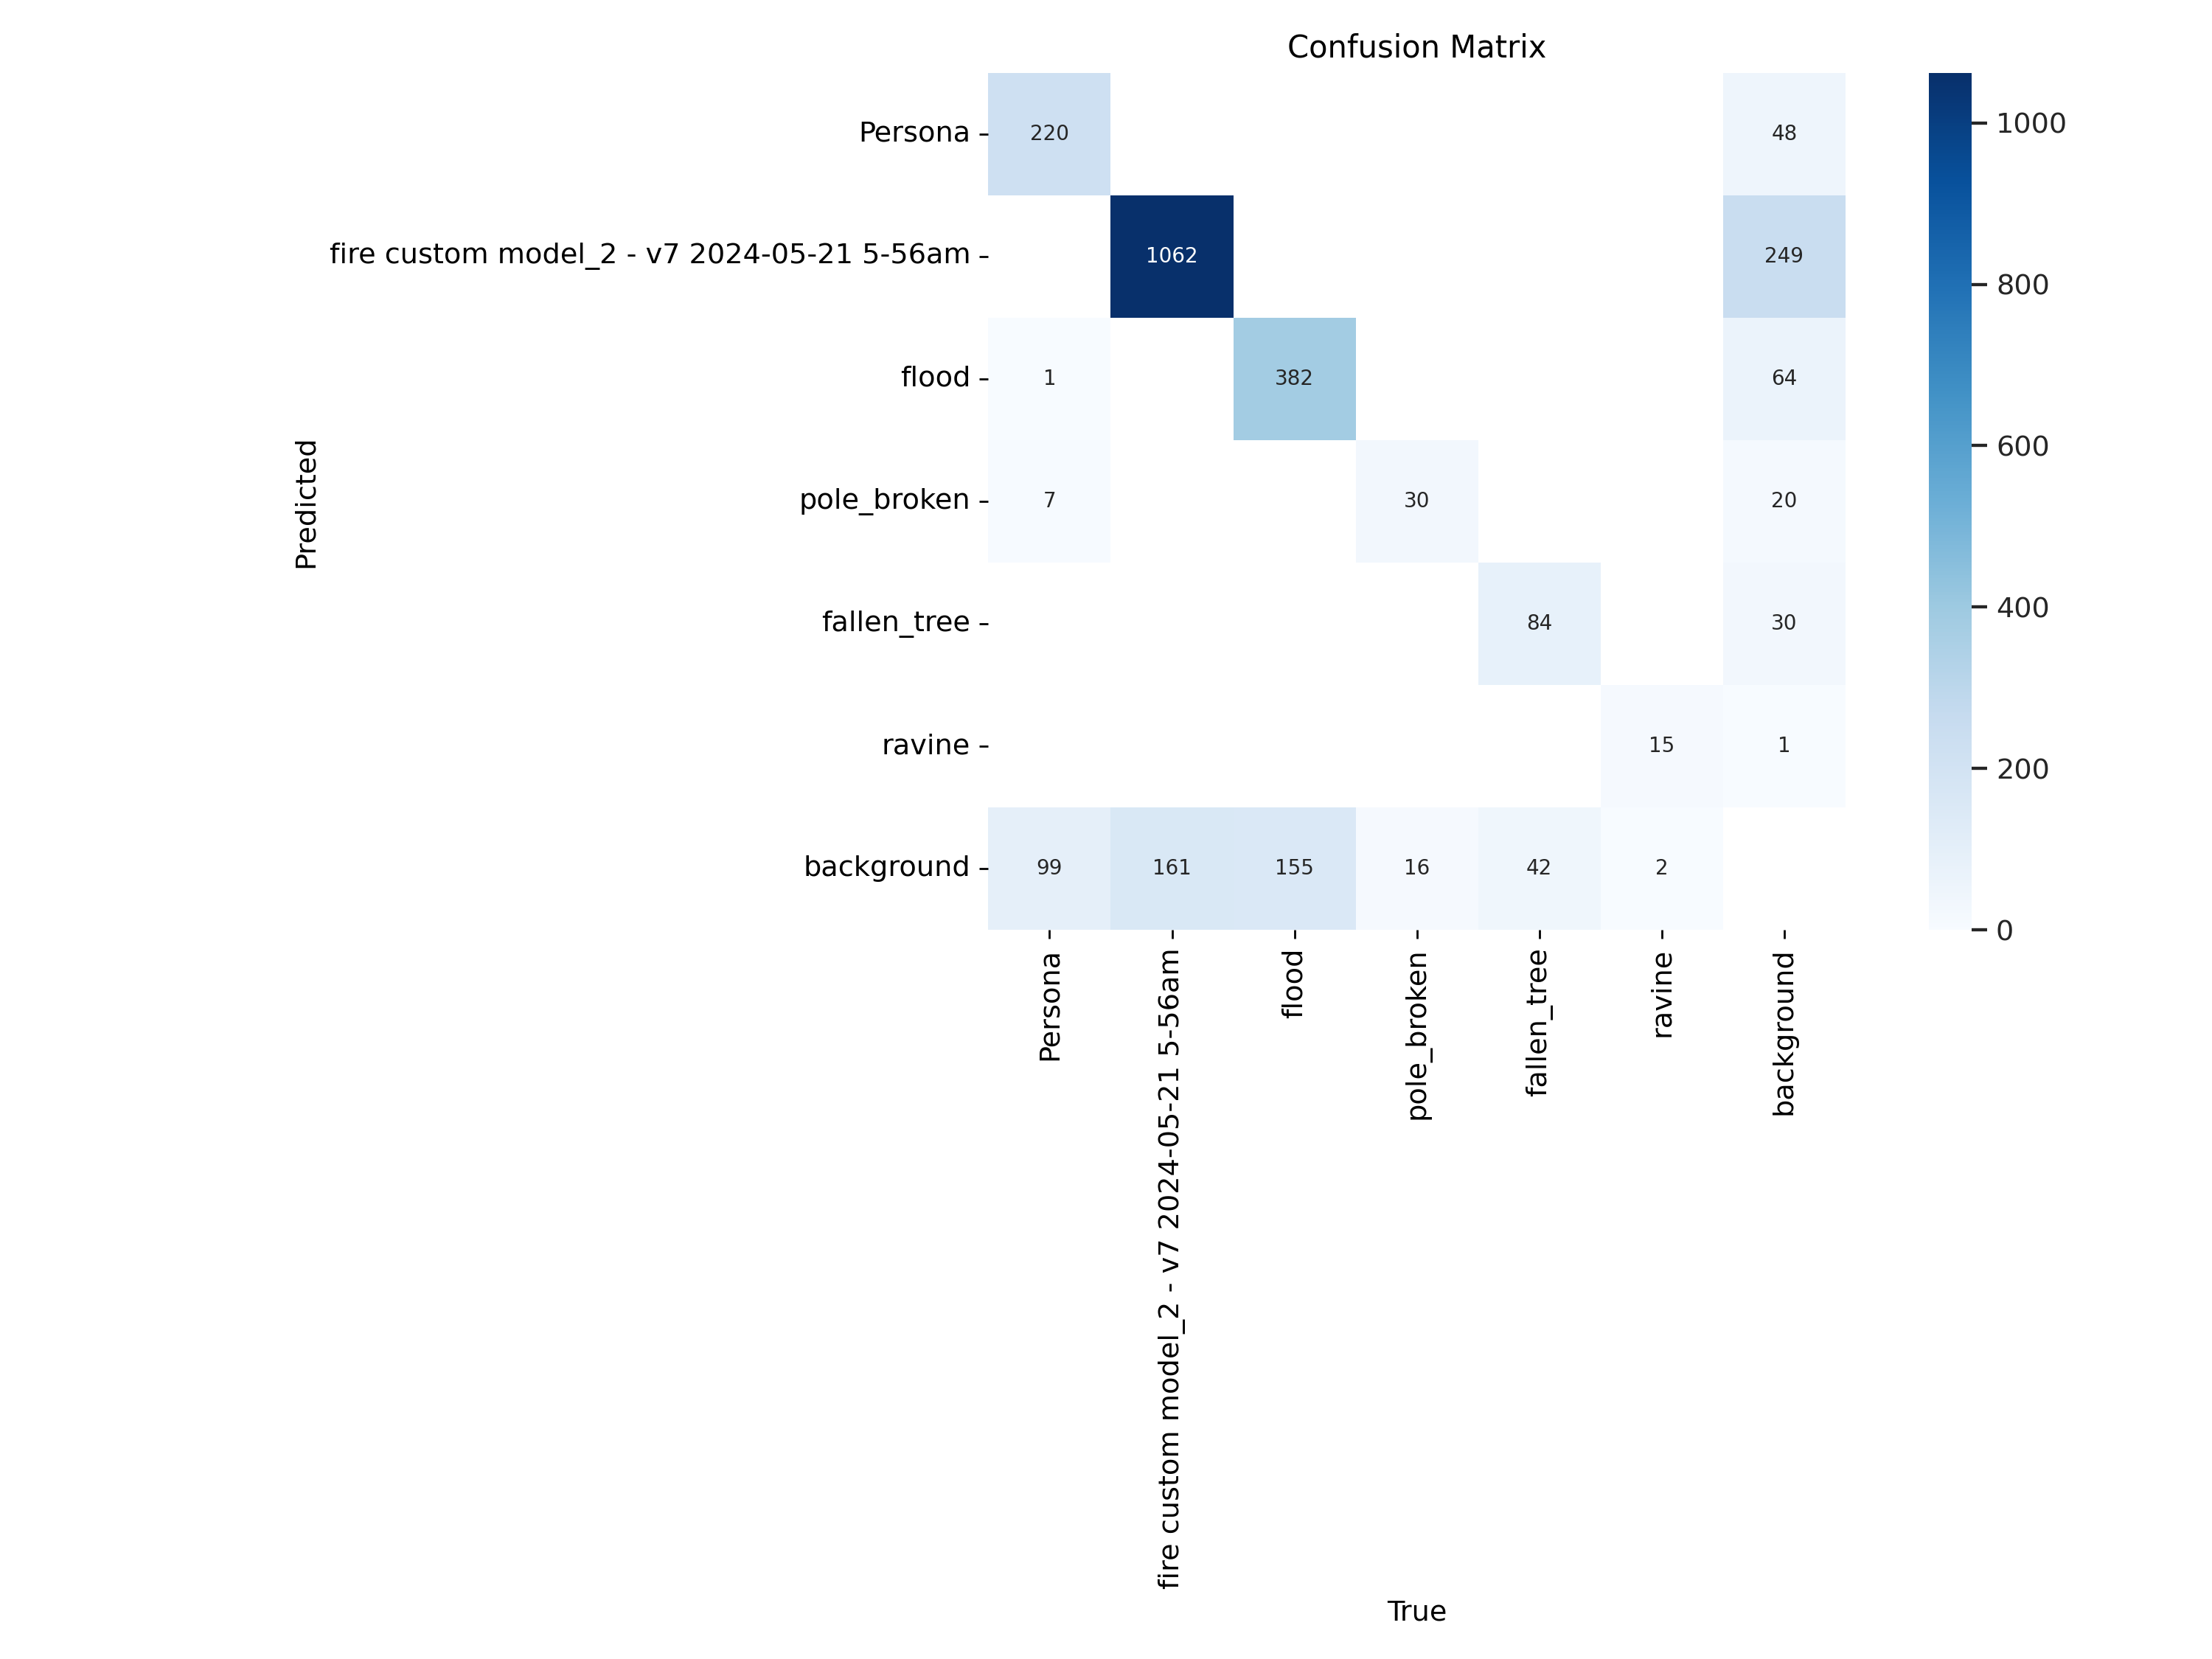 Confusion Matrix
Persona
220
48
1000
fire custom model_2 - v7 2024-05-21 5-56am
1062
249
800
flood
1
382
64
600
Predicted
pole_broken
7
30
20
400
fallen_tree
84
30
ravine
15
1
200
background
99
161
155
16
42
2
0
Persona
fire custom model_2 - v7 2024-05-21 5-56am
flood
pole_broken
fallen_tree
ravine
background
True